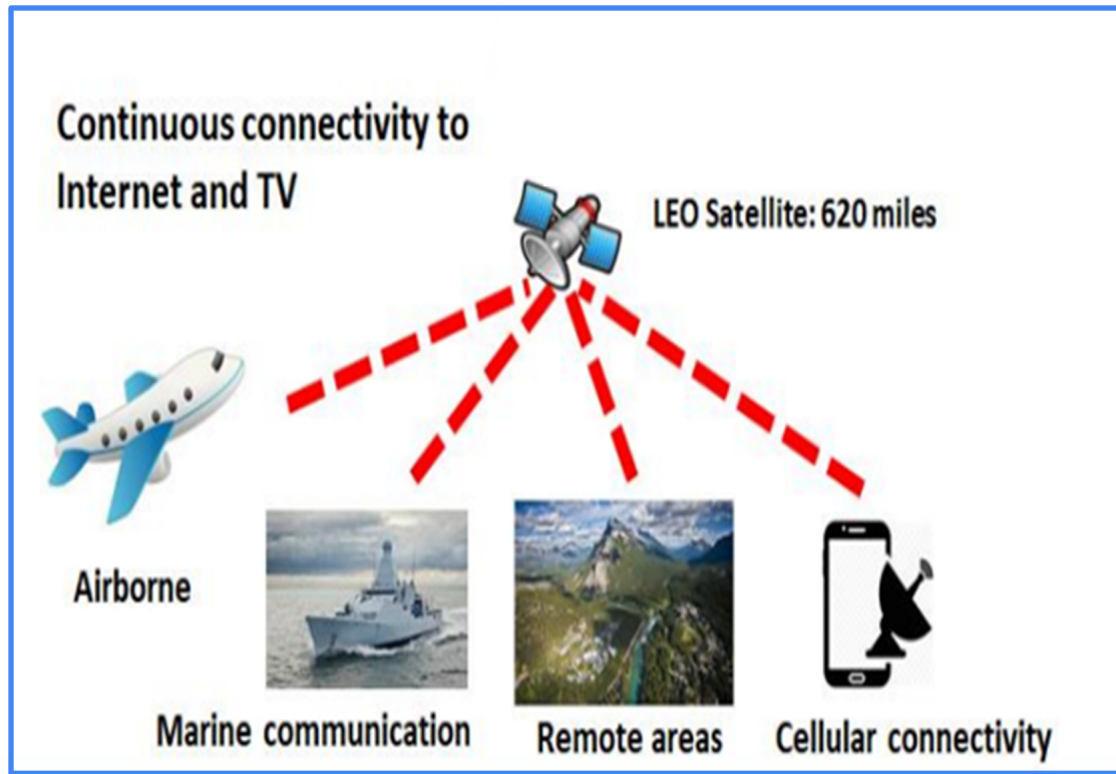 Continuous connectivity to
Internet and TV
LEO Satellite: 620 miles
Airborne
Marine communication
Remote areas
Cellular connectivity